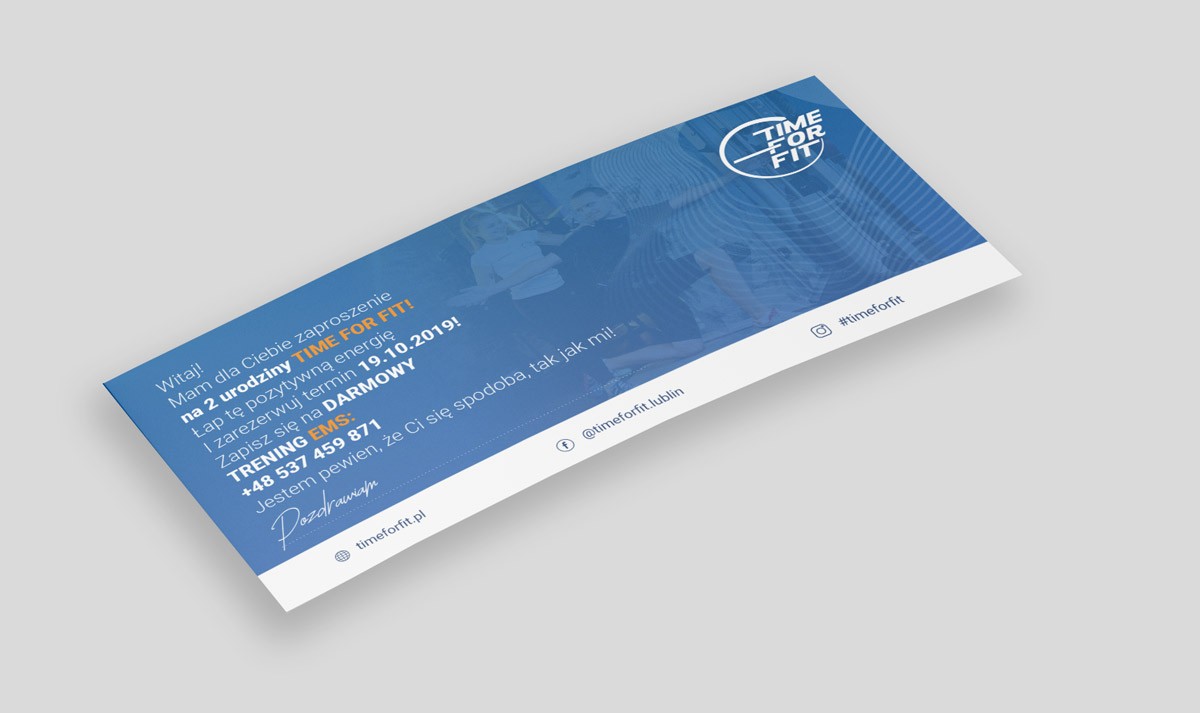 TIME
FOR
FIT
Witaj!
Mam dla Ciebie zaproszenie
na 2 urodziny TIME FOR FIT!
Łap tę pozytywną energię
I zarezerwuj termin 19.10.2019!
Zapisz się na DARMOWY
TRENING EMS:
+48 537 459 871
Jestem pewien, że Ci się spodoba, tak jak mi!
Pozdrawiam
timeforfit.pl
@timeforfit.lublin
#timeforfit